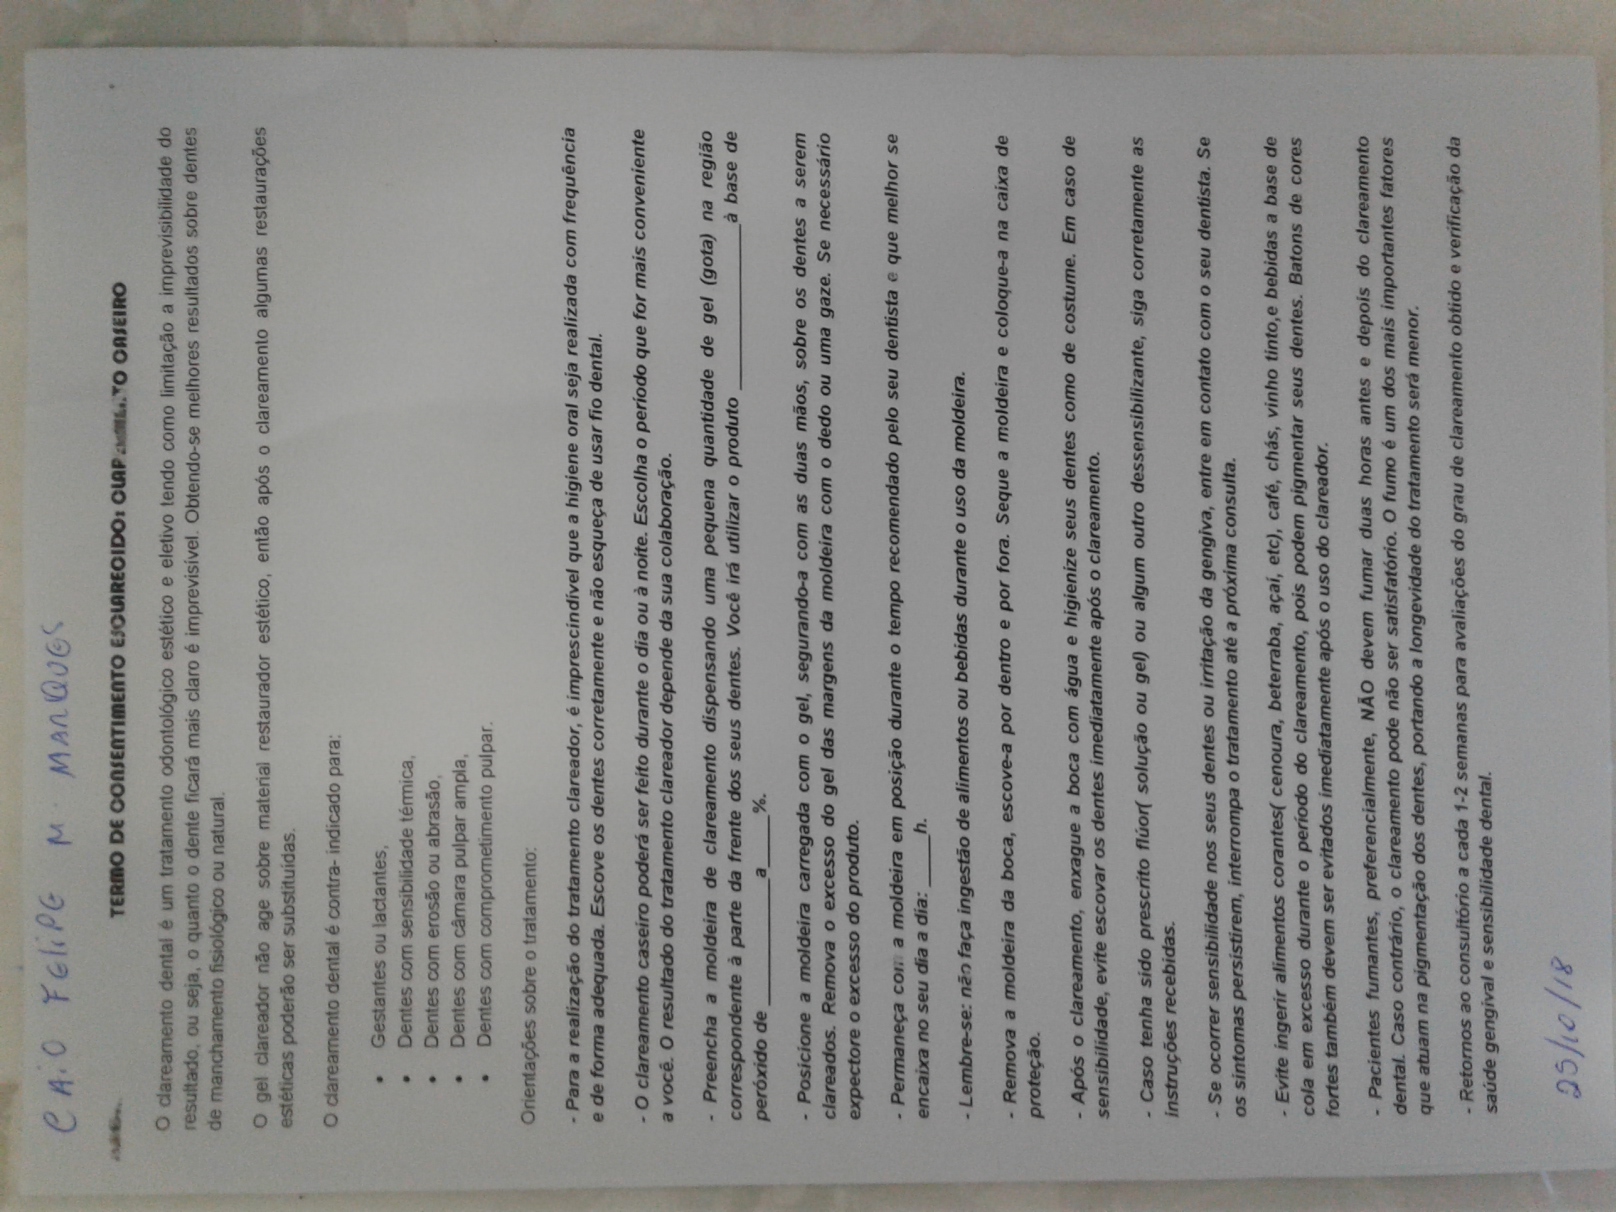 CAIO FELIPE M. MARQUES
TERMO DE CONSENTIMENTO ESCLARECIDO: CLAREAMENTO CASEIRO
O clareamento dental é um tratamento odontológico estético e eletivo tendo como limitação a imprevisibilidade do
resultado, ou seja, o quanto o dente ficará mais claro é imprevisível. Obtendo-se melhores resultados sobre dentes
de manchamento fisiológico ou natural.
O gel clareador não age sobre material restaurador estético, então após o clareamento algumas restaurações
estéticas poderão ser substituídas.
O clareamento dental é contra- indicado para:
• Gestantes ou lactantes,
• Dentes com sensibilidade térmica,
• Dentes com erosão ou abrasão,
• Dentes com câmara pulpar ampla,
• Dentes com comprometimento pulpar.
Orientações sobre o tratamento:
- Para a realização do tratamento clareador, é imprescindível que a higiene oral seja realizada com frequência
e de forma adequada. Escove os dentes corretamente e não esqueça de usar fio dental.
- O clareamento caseiro poderá ser feito durante o dia ou à noite. Escolha o período que for mais conveniente
a você. O resultado do tratamento clareador depende da sua colaboração.
- Preencha a moldeira de clareamento dispensando uma pequena quantidade de gel (gota) na região
correspondente à parte da frente dos seus dentes. Você irá utilizar o produto ______________ à base de
peróxido de __________a____%.
- Posicione a moldeira carregada com o gel, segurando-a com as duas mãos, sobre os dentes a serem
clareados. Remova o excesso do gel das margens da moldeira com o dedo ou uma gaze. Se necessário
expectore o excesso do produto.
- Permaneça com a moldeira em posição durante o tempo recomendado pelo seu dentista e que melhor se
encaixa no seu dia a dia: ____h.
- Lembre-se: não faça ingestão de alimentos ou bebidas durante o uso da moldeira.
- Remova a moldeira da boca, escove-a por dentro e por fora. Seque a moldeira e coloque-a na caixa de
proteção.
- Após o clareamento, enxague a boca com água e higienize seus dentes como de costume. Em caso de
sensibilidade, evite escovar os dentes imediatamente após o clareamento.
- Caso tenha sido prescrito flúor( solução ou gel) ou algum outro dessensibilizante, siga corretamente as
instruções recebidas.
- Se ocorrer sensibilidade nos seus dentes ou irritação da gengiva, entre em contato com o seu dentista. Se
os sintomas persistirem, interrompa o tratamento até a próxima consulta.
- Evite ingerir alimentos corantes( cenoura, beterraba, açaí, etc), café, chás, vinho tinto,e bebidas a base de
cola em excesso durante o período do clareamento, pois podem pigmentar seus dentes. Batons de cores
fortes também devem ser evitados imediatamente após o uso do clareador.
- Pacientes fumantes, preferencialmente, NÃO devem fumar duas horas antes e depois do clareamento
dental. Caso contrário, o clareamento pode não ser satisfatório. O fumo é um dos mais importantes fatores
que atuam na pigmentação dos dentes, portando a longevidade do tratamento será menor.
- Retornos ao consultório a cada 1-2 semanas para avaliações do grau de clareamento obtido e verificação da
saúde gengival e sensibilidade dental.
25/10/18